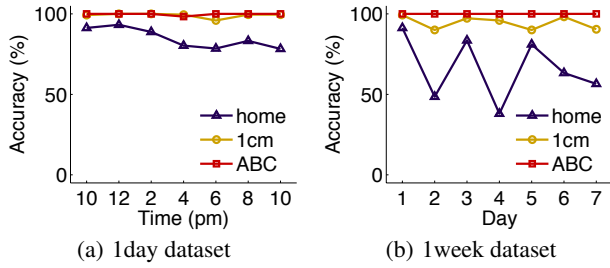 Accuracy (%)
100
50
0
home
1cm
ABC
10 12 2 4 6 8 10
Time (pm)
(a) 1day dataset
Accuracy (%)
100
50
0
home
1cm
ABC
1 2 3 4 5 6 7
Day
(b) 1week dataset